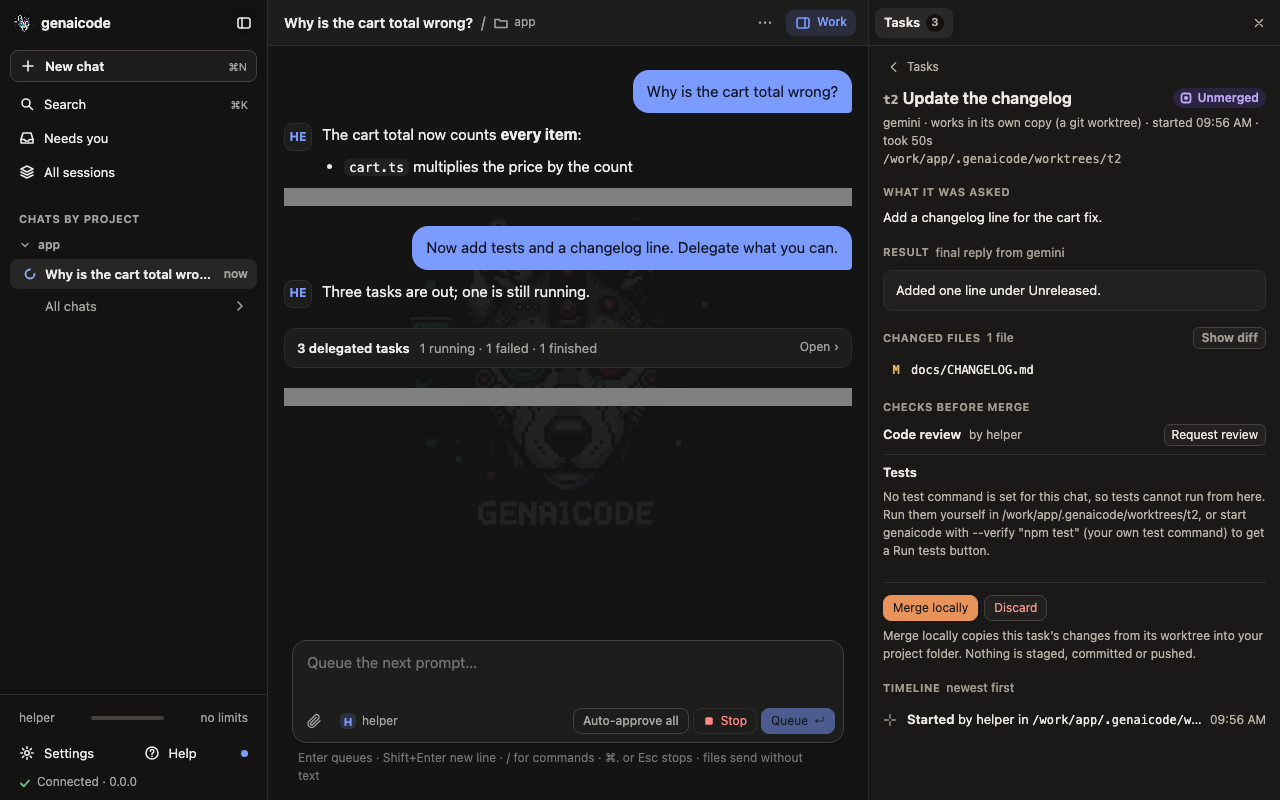 genaicode
New chat ⌘N
Search ⌘K
Needs you
All sessions
CHATS BY PROJECT
app
Why is the cart total wro... now
All chats
helper no limits
Settings Help
Connected · 0.0.0
Why is the cart total wrong? / app
··· Work
Why is the cart total wrong?
HE The cart total now counts every item:
• cart.ts multiplies the price by the count
Now add tests and a changelog line. Delegate what you can.
HE Three tasks are out; one is still running.
3 delegated tasks 1 running · 1 failed · 1 finished Open ›
GENAICODE
Queue the next prompt...
H helper Auto-approve all Stop Queue ↵
Enter queues · Shift+Enter new line · / for commands · ⌘. or Esc stops · files send without
text
Tasks 3
Tasks
t2 Update the changelog Unmerged
gemini · works in its own copy (a git worktree) · started 09:56 AM ·
took 50s
/work/app/.genaicode/worktrees/t2
WHAT IT WAS ASKED
Add a changelog line for the cart fix.
RESULT final reply from gemini
Added one line under Unreleased.
CHANGED FILES 1 file Show diff
M docs/CHANGELOG.md
CHECKS BEFORE MERGE
Code review by helper Request review
Tests
No test command is set for this chat, so tests cannot run from here.
Run them yourself in /work/app/.genaicode/worktrees/t2, or start
genaicode with --verify "npm test" (your own test command) to get
a Run tests button.
Merge locally Discard
Merge locally copies this task's changes from its worktree into your
project folder. Nothing is staged, committed or pushed.
TIMELINE newest first
Started by helper in /work/app/.genaicode/w... 09:56 AM